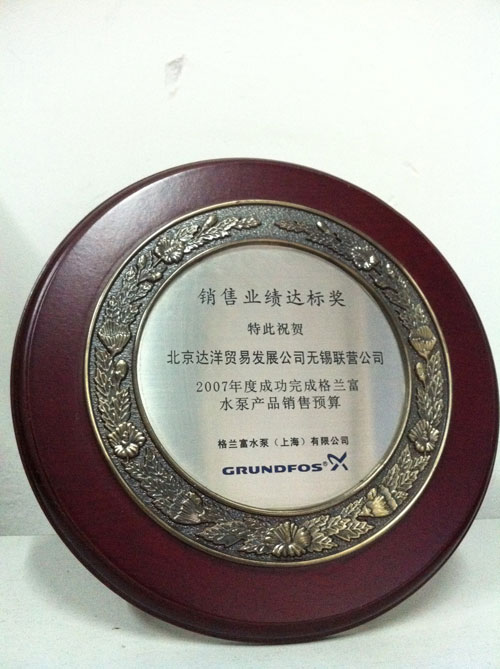 销售业绩达标奖
特此祝贺
北京达洋贸易发展公司无锡联营公司
2007年度成功完成格兰富
水泵产品销售预算
格兰富水泵（上海）有限公司
GRUNDFOS